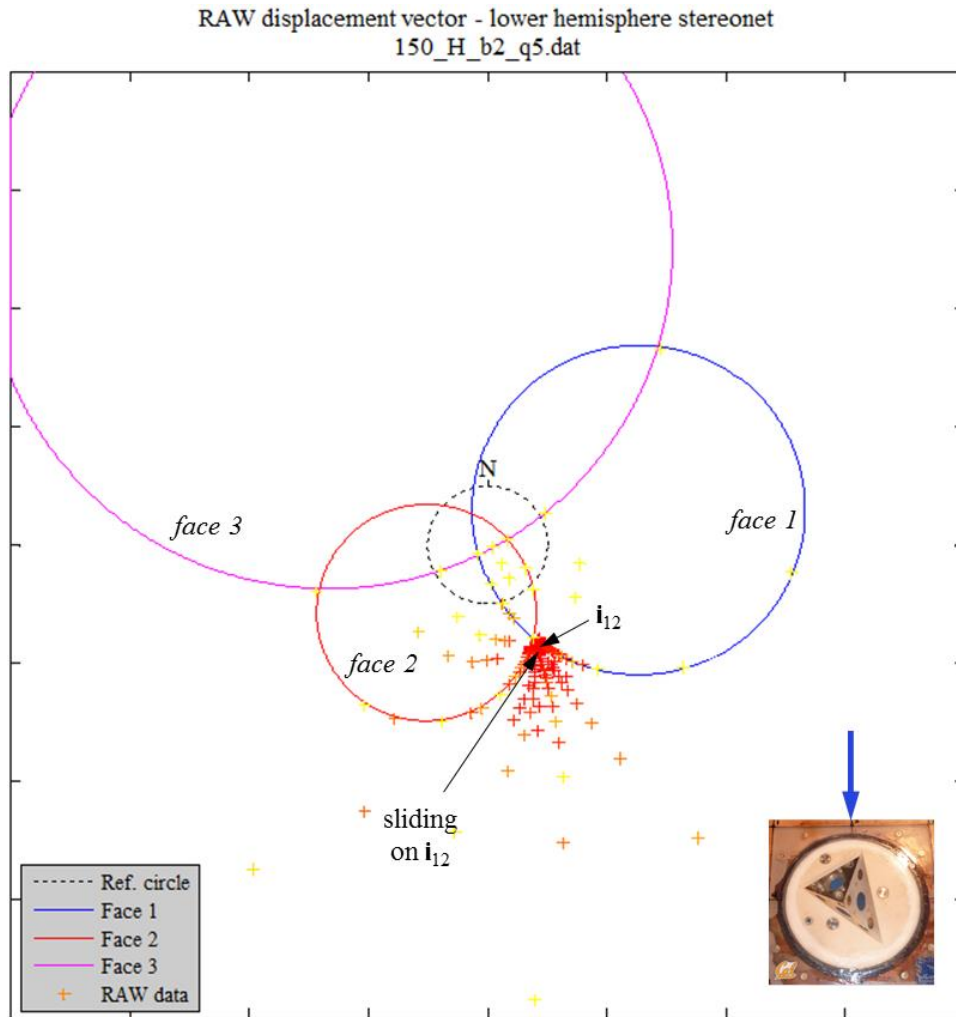 RAW displacement vector - lower hemisphere stereonet
150_H_b2_q5.dat
N
face 3
face 1
i12
face 2
sliding
on i12
Ref. circle
Face 1
Face 2
Face 3
RAW data